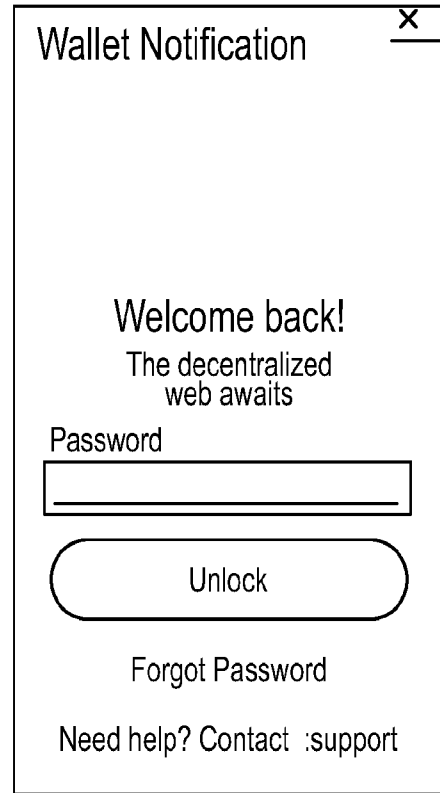 Wallet Notification
×
Welcome back!
The decentralized
web awaits
Password
Unlock
Forgot Password
Need help? Contact :support